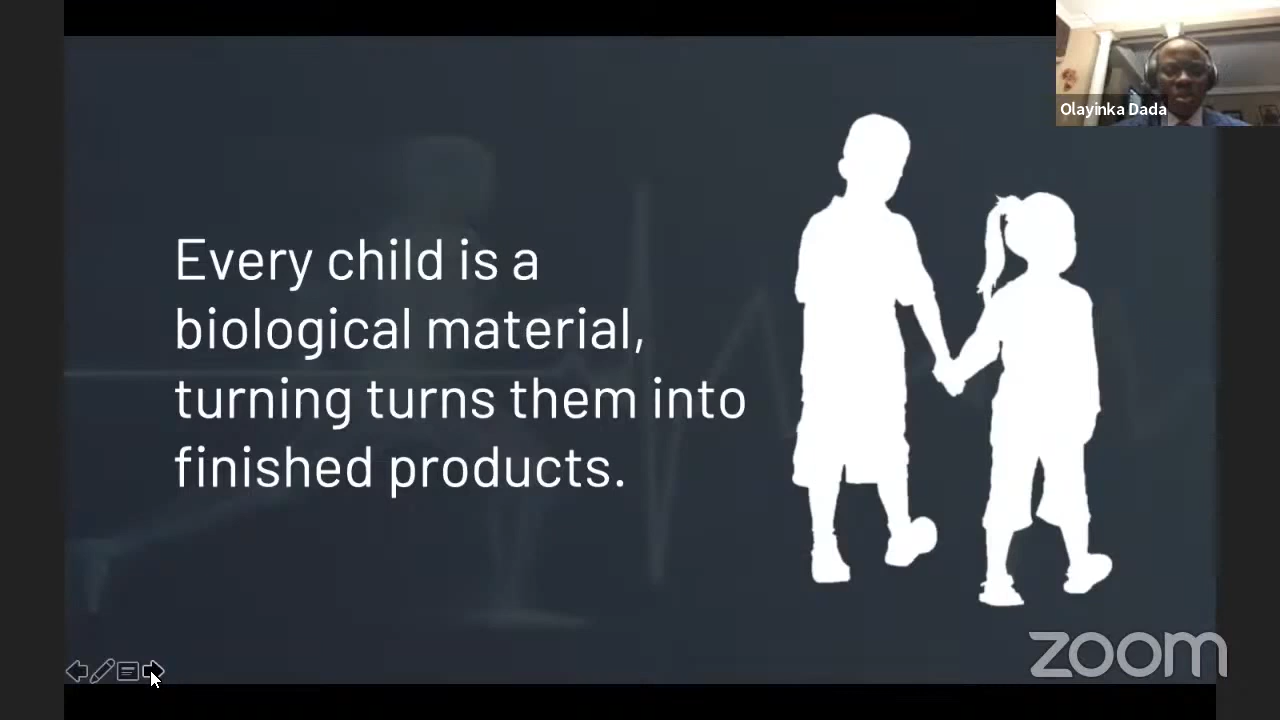 Olayinka Dada
Every child is a
biological material,
turning turns them into
finished products.
zoom